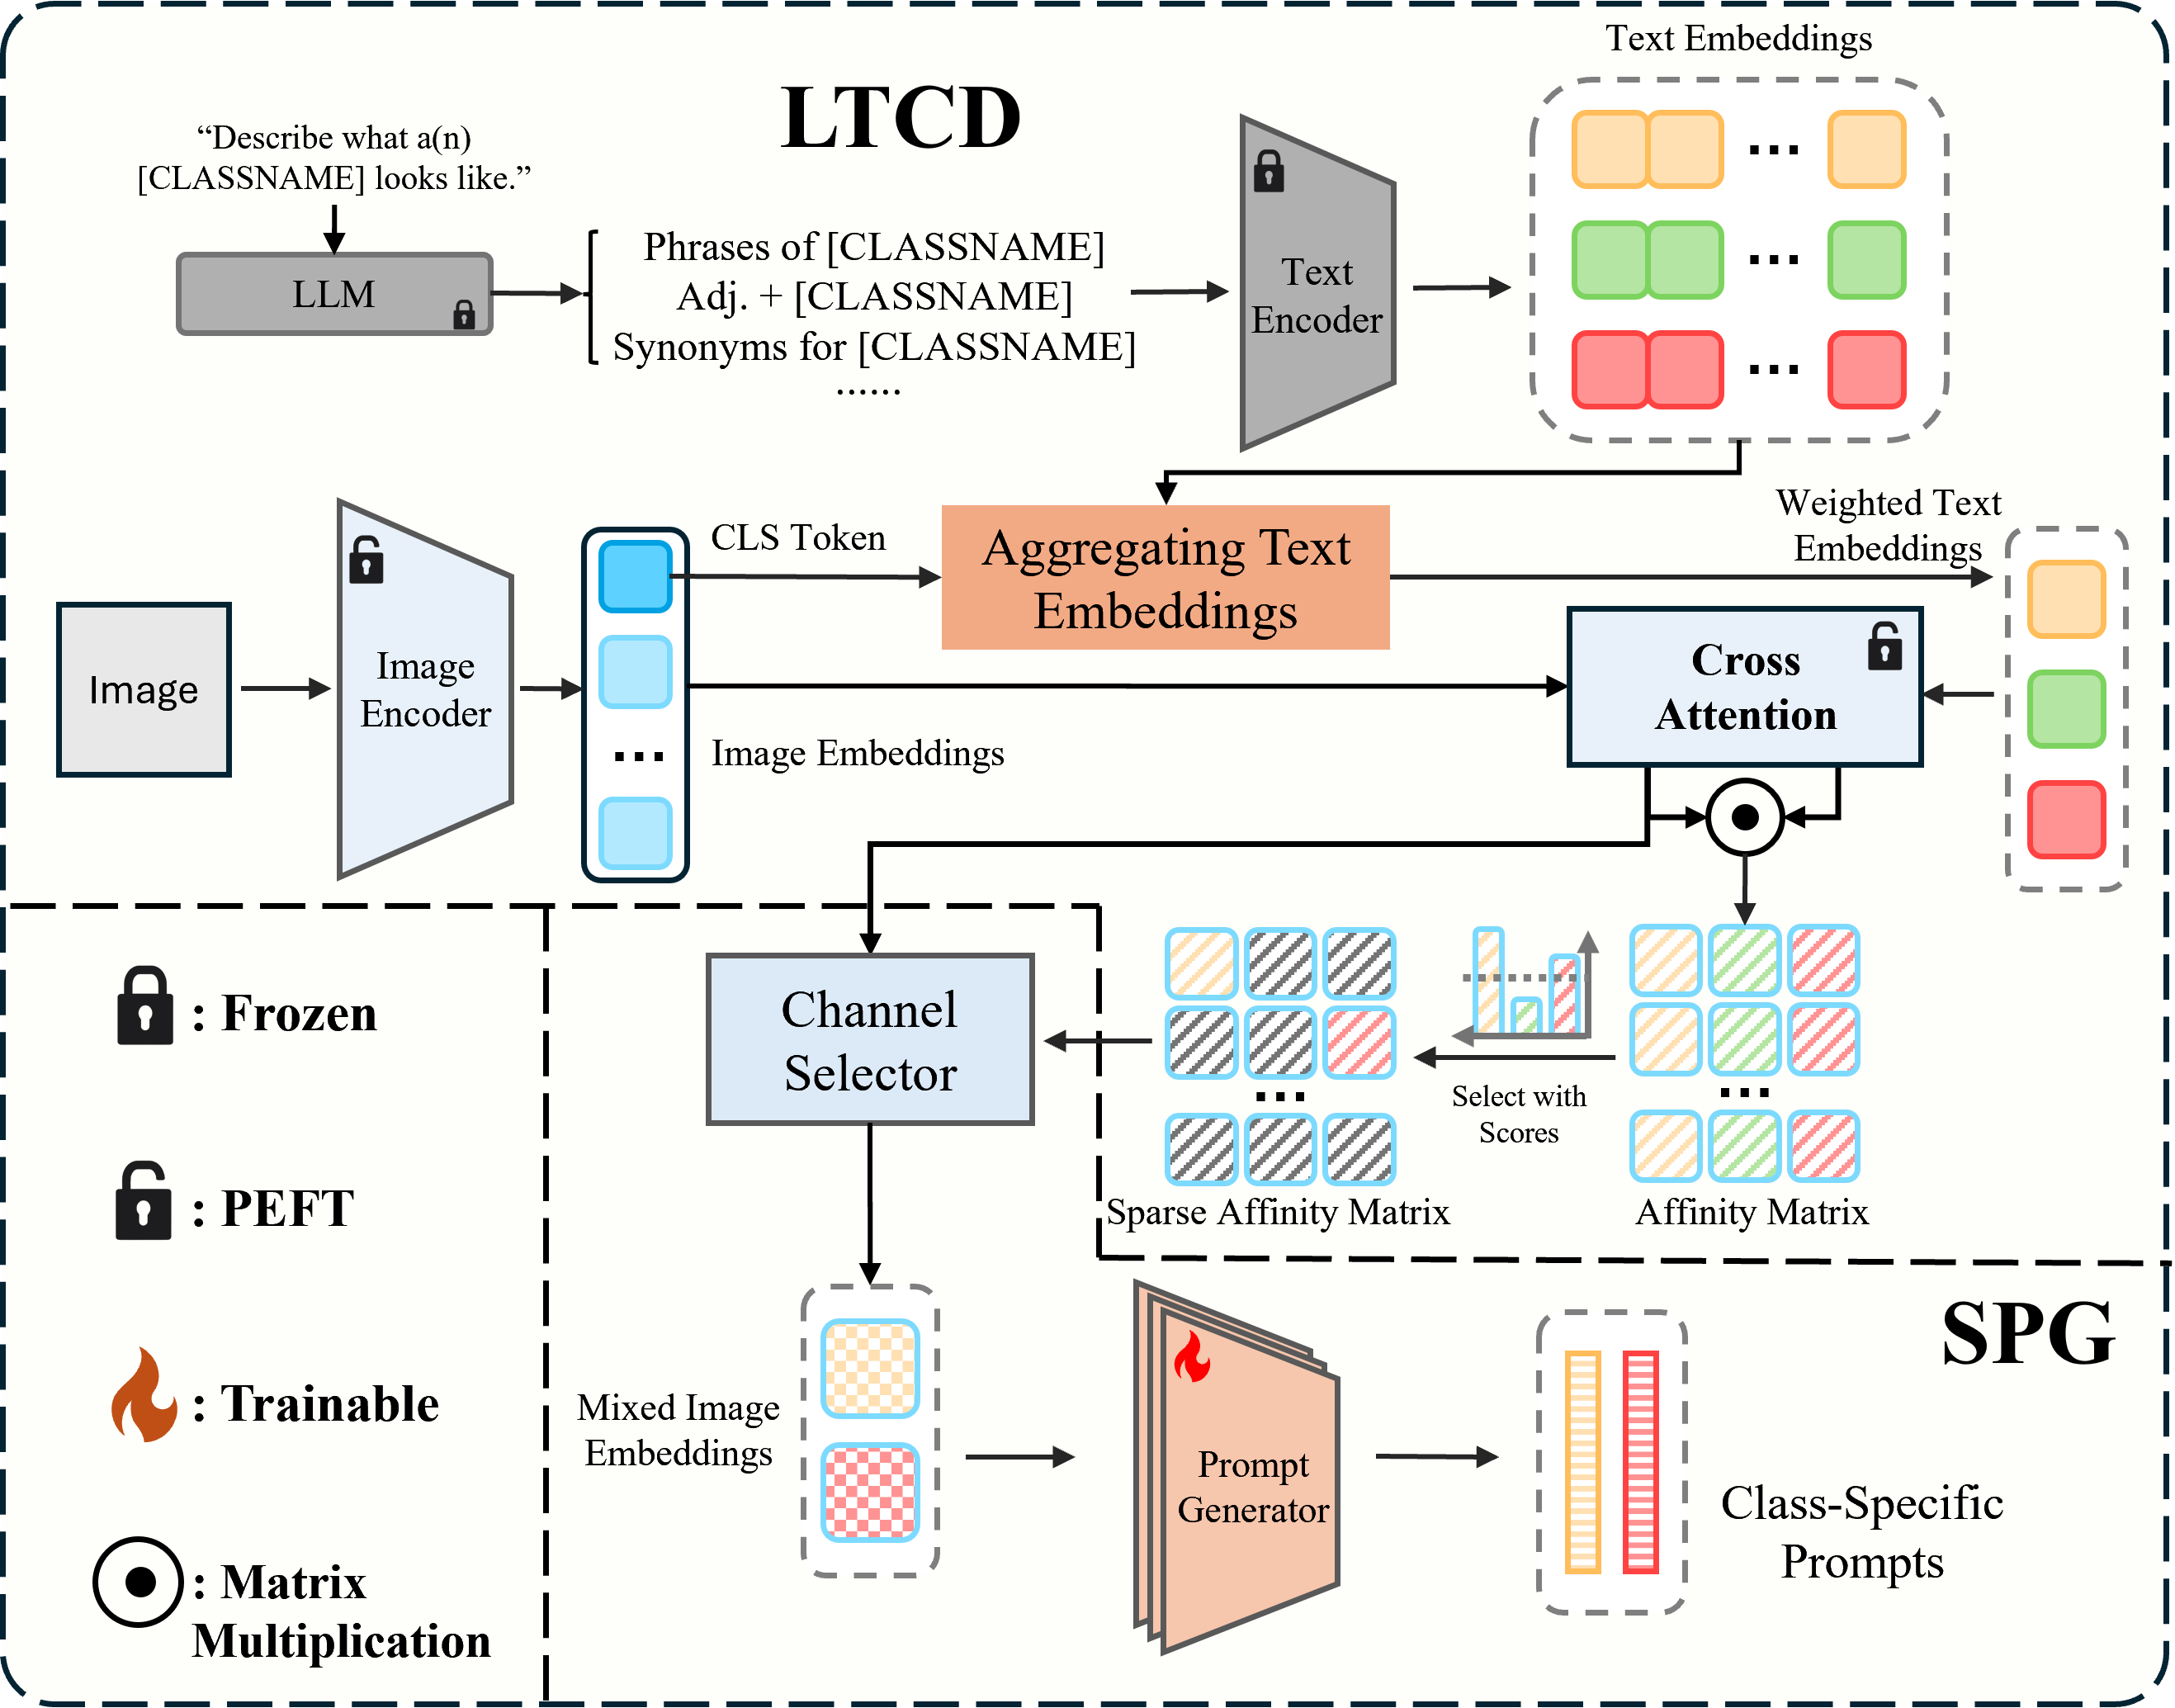 Text Embeddings
LTCD
“Describe what a(n)
[CLASSNAME] looks like.”
LLM
Phrases of [CLASSNAME]
Adj. + [CLASSNAME]
Synonyms for [CLASSNAME]
......
Text
Encoder
...
...
...
CLS Token
Aggregating Text
Embeddings
Weighted Text
Embeddings
Image
Image
Encoder
...
Image Embeddings
Cross
Attention
Channel
Selector
...
Sparse Affinity Matrix
Select with
Scores
...
Affinity Matrix
: Frozen
: PEFT
: Trainable
: Matrix
Multiplication
SPG
Mixed Image
Embeddings
Prompt
Generator
Class-Specific
Prompts